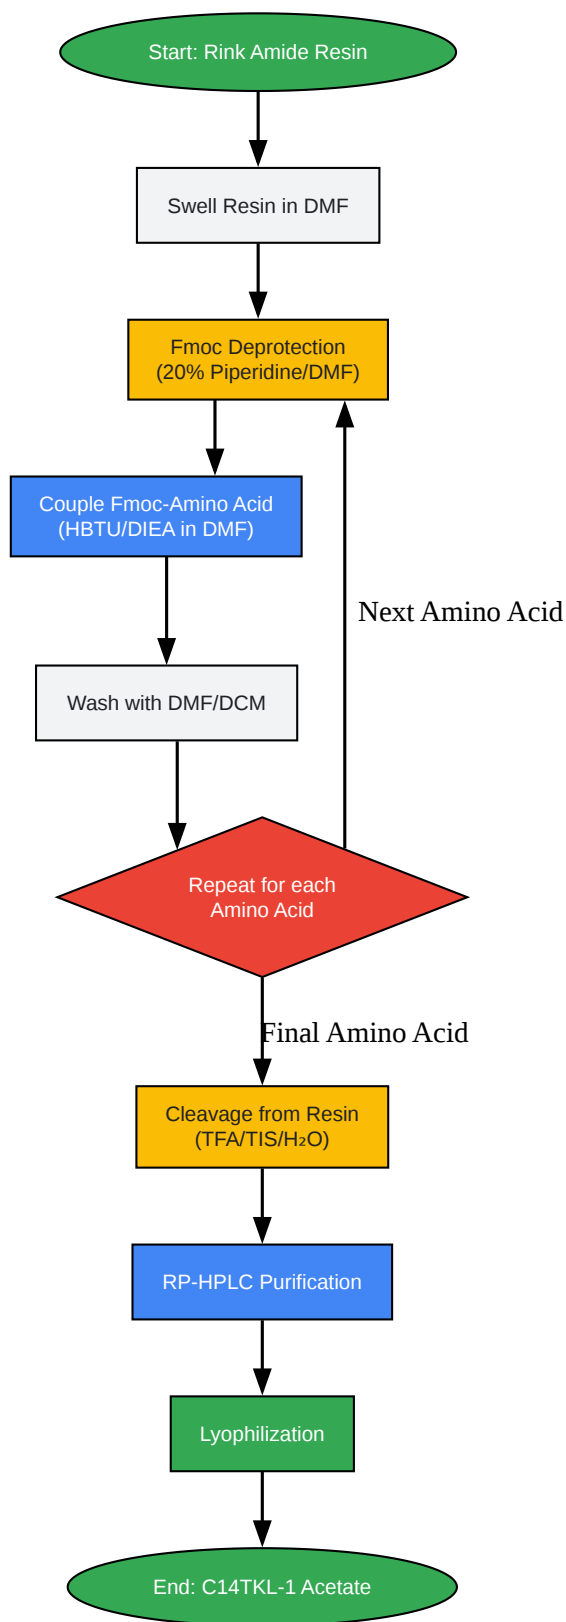 Start: Rink Amide Resin
Swell Resin in DMF
Fmoc Deprotection
(20% Piperidine/DMF)
Couple Fmoc-Amino Acid
(HBTU/DIEA in DMF)
Next Amino Acid
Wash with DMF/DCM
Repeat for each
Amino Acid
Final Amino Acid
Cleavage from Resin
(TFA/TIS/H₂O)
RP-HPLC Purification
Lyophilization
End: C14TKL-1 Acetate